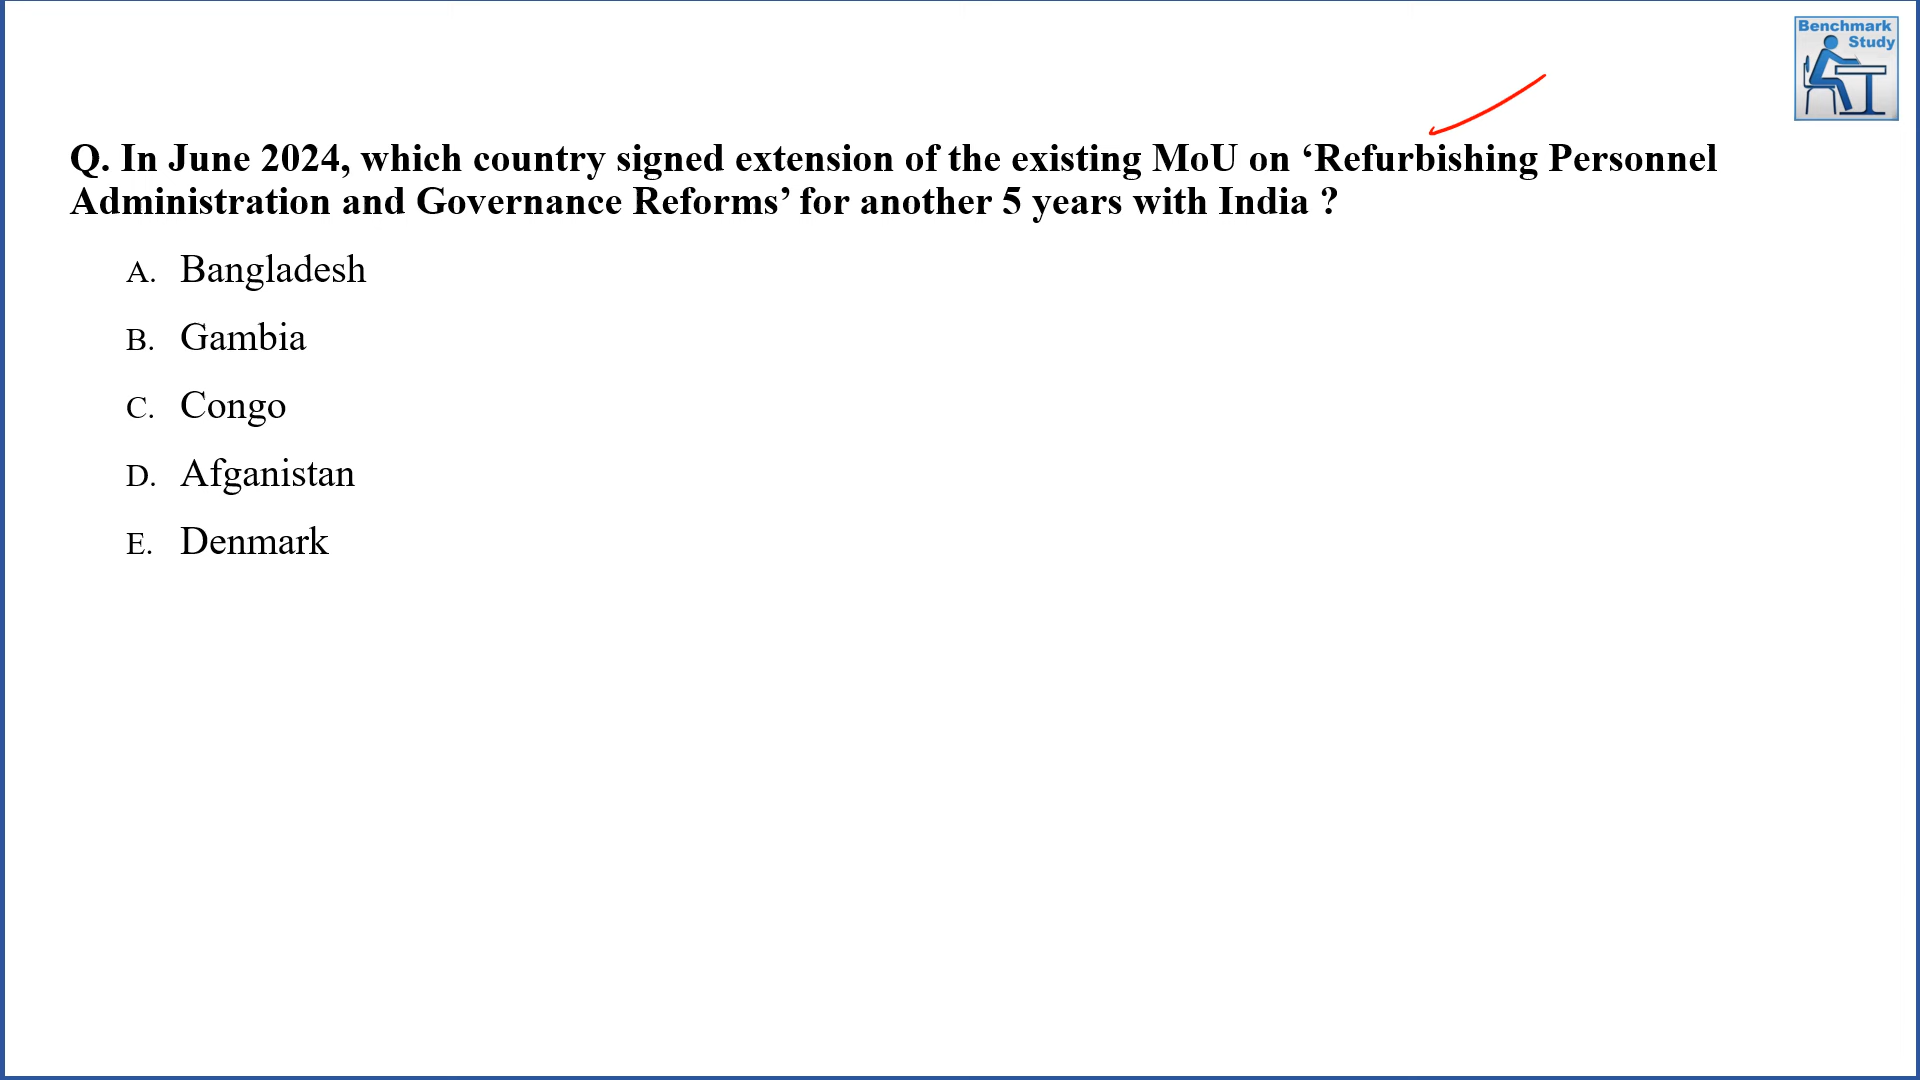 Benchmark
Study
Q. In June 2024, which country signed extension of the existing MoU on ‘Refurbishing Personnel
Administration and Governance Reforms’ for another 5 years with India ?
A. Bangladesh
B. Gambia
C. Congo
D. Afganistan
E. Denmark